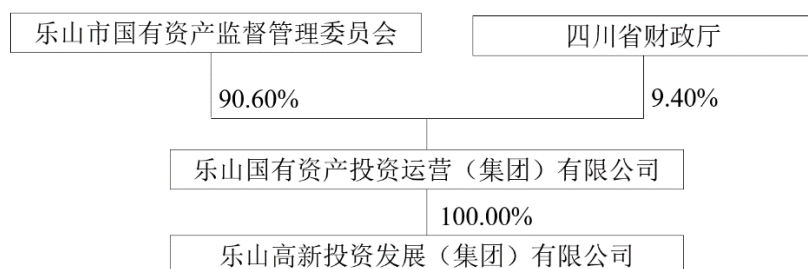 乐山市国有资产监督管理委员会
四川省财政厅
90.60%
9.40%
乐山国有资产投资运营（集团）有限公司
100.00%
乐山高新投资发展（集团）有限公司